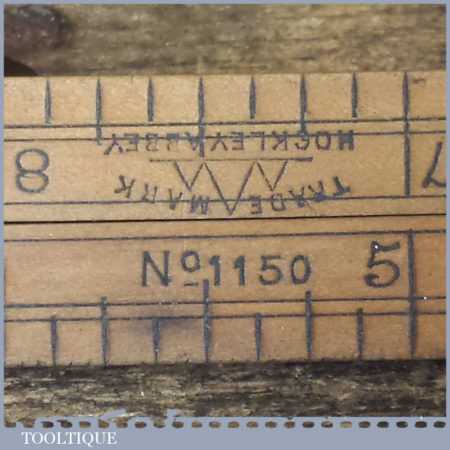 HOCKLEY ABBEY
TRADE MARK
8
7
No 1150 5
TOOLTIQUE